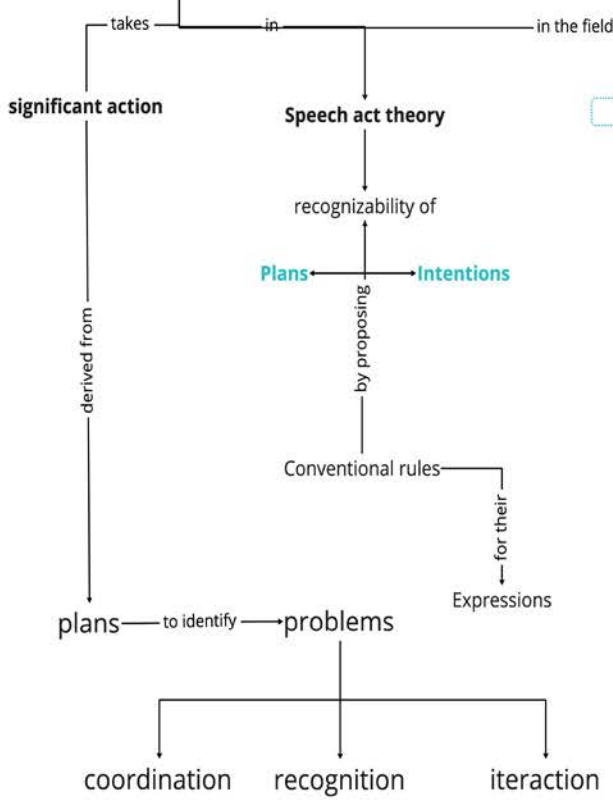 takes
in
in the field
significant action
Speech act theory
recognizability of
Plans
Intentions
by proposing
derived from
Conventional rules
for their
Expressions
plans
to identify
problems
coordination
recognition
iteraction